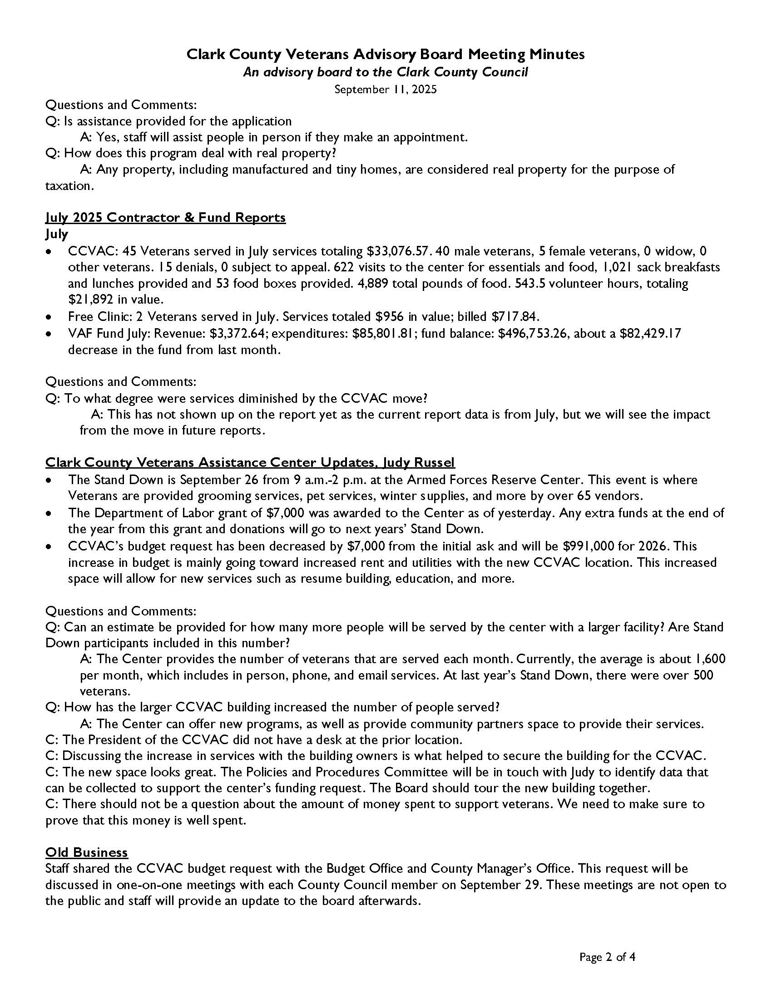 Clark County Veterans Advisory Board Meeting Minutes
An advisory board to the Clark County Council
September 11, 2025
Questions and Comments:
Q: Is assistance provided for the application
A: Yes, staff will assist people in person if they make an appointment.
Q: How does this program deal with real property?
A: Any property, including manufactured and tiny homes, are considered real property for the purpose of
taxation.
July 2025 Contractor & Fund Reports
July
• CCVAC: 45 Veterans served in July services totaling $33,076.57. 40 male veterans, 5 female veterans, 0 widow, 0
other veterans. 15 denials, 0 subject to appeal. 622 visits to the center for essentials and food, 1,021 sack breakfasts
and lunches provided and 53 food boxes provided. 4,889 total pounds of food. 543.5 volunteer hours, totaling
$21,892 in value.
• Free Clinic: 2 Veterans served in July. Services totaled $956 in value; billed $717.84.
• VAF Fund July: Revenue: $3,372.64; expenditures: $85,801.81; fund balance: $496,753.26, about a $82,429.17
decrease in the fund from last month.
Questions and Comments:
Q: To what degree were services diminished by the CCVAC move?
A: This has not shown up on the report yet as the current report data is from July, but we will see the impact
from the move in future reports.
Clark County Veterans Assistance Center Updates, Judy Russel
• The Stand Down is September 26 from 9 a.m.-2 p.m. at the Armed Forces Reserve Center. This event is where
Veterans are provided grooming services, pet services, winter supplies, and more by over 65 vendors.
• The Department of Labor grant of $7,000 was awarded to the Center as of yesterday. Any extra funds at the end of
the year from this grant and donations will go to next years’ Stand Down.
• CCVAC’s budget request has been decreased by $7,000 from the initial ask and will be $991,000 for 2026. This
increase in budget is mainly going toward increased rent and utilities with the new CCVAC location. This increased
space will allow for new services such as resume building, education, and more.
Questions and Comments:
Q: Can an estimate be provided for how many more people will be served by the center with a larger facility? Are Stand
Down participants included in this number?
A: The Center provides the number of veterans that are served each month. Currently, the average is about 1,600
per month, which includes in person, phone, and email services. At last year’s Stand Down, there were over 500
veterans.
Q: How has the larger CCVAC building increased the number of people served?
A: The Center can offer new programs, as well as provide community partners space to provide their services.
C: The President of the CCVAC did not have a desk at the prior location.
C: Discussing the increase in services with the building owners is what helped to secure the building for the CCVAC.
C: The new space looks great. The Policies and Procedures Committee will be in touch with Judy to identify data that
can be collected to support the center’s funding request. The Board should tour the new building together.
C: There should not be a question about the amount of money spent to support veterans. We need to make sure to
prove that this money is well spent.
Old Business
Staff shared the CCVAC budget request with the Budget Office and County Manager’s Office. This request will be
discussed in one-on-one meetings with each County Council member on September 29. These meetings are not open to
the public and staff will provide an update to the board afterwards.
Page 2 of 4